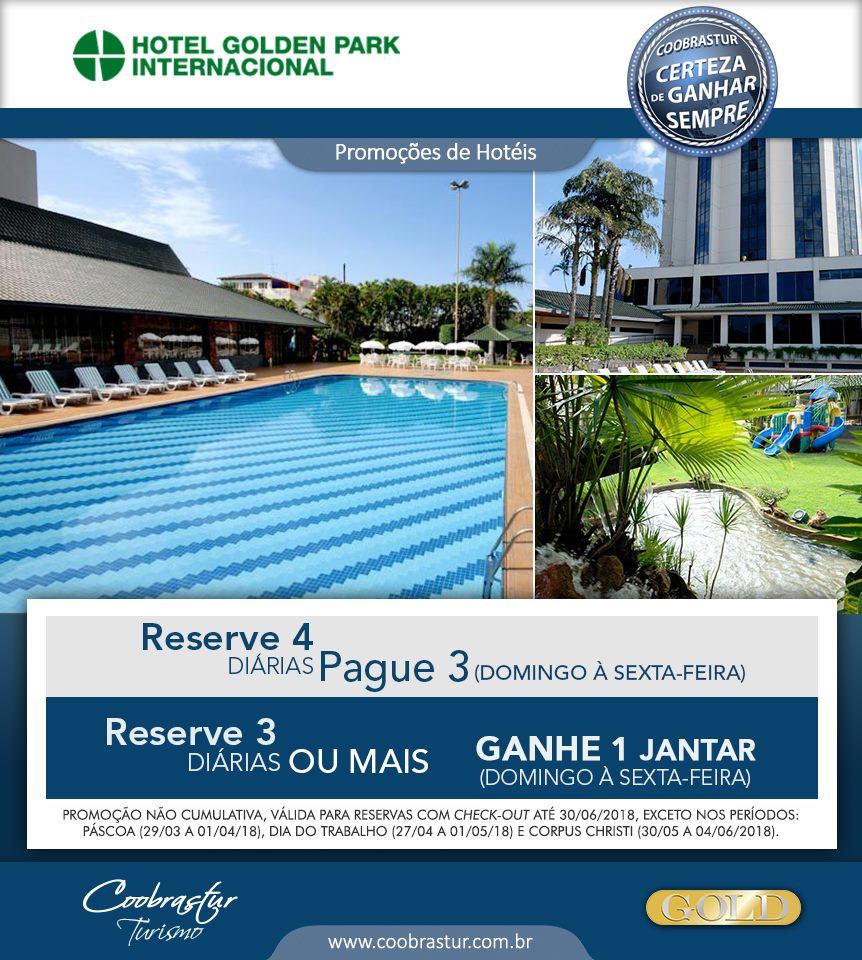 HOTEL GOLDEN PARK
INTERNACIONAL
COOBRASTUR
CERTEZA
DE GANHAR
SEMPRE
Promoções de Hotéis
Reserve 4
DIÁRIAS Pague 3 (DOMINGO À SEXTA-FEIRA)
Reserve 3
DIÁRIAS OU MAIS
GANHE 1 JANTAR
(DOMINGO À SEXTA-FEIRA)
PROMOÇÃO NÃO CUMULATIVA, VÁLIDA PARA RESERVAS COM CHECK-OUT ATÉ 30/06/2018, EXCETO NOS PERÍODOS:
PÁSCOA (29/03 A 01/04/18), DIA DO TRABALHO (27/04 A 01/05/18) E CORPUS CHRISTI (30/05 A 04/06/2018).
Coobrastur
Turismo
GOLD
www.coobrastur.com.br